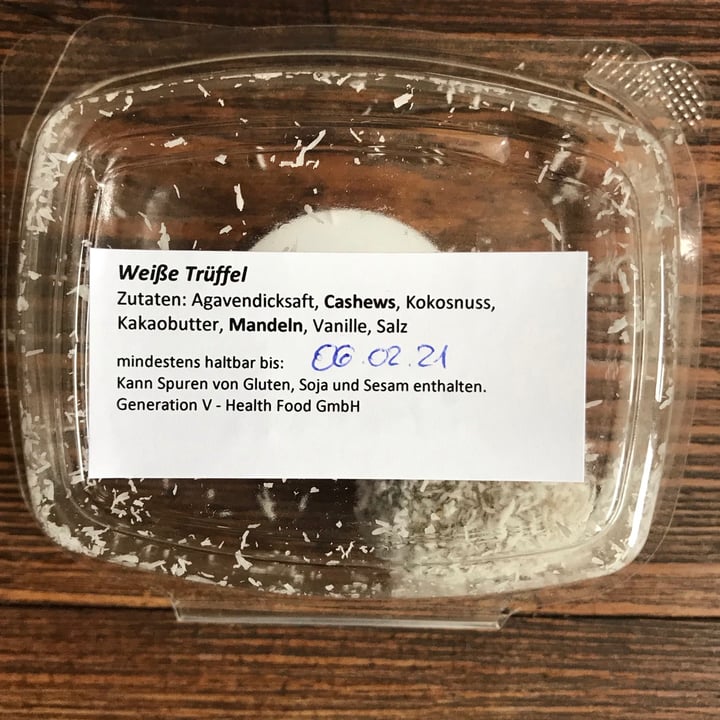 Weiße Trüffel
Zutaten: Agavendicksaft, Cashews, Kokosnuss,
Kakaobutter, Mandeln, Vanille, Salz
mindestens haltbar bis: 06.02.21
Kann Spuren von Gluten, Soja und Sesam enthalten.
Generation V - Health Food GmbH